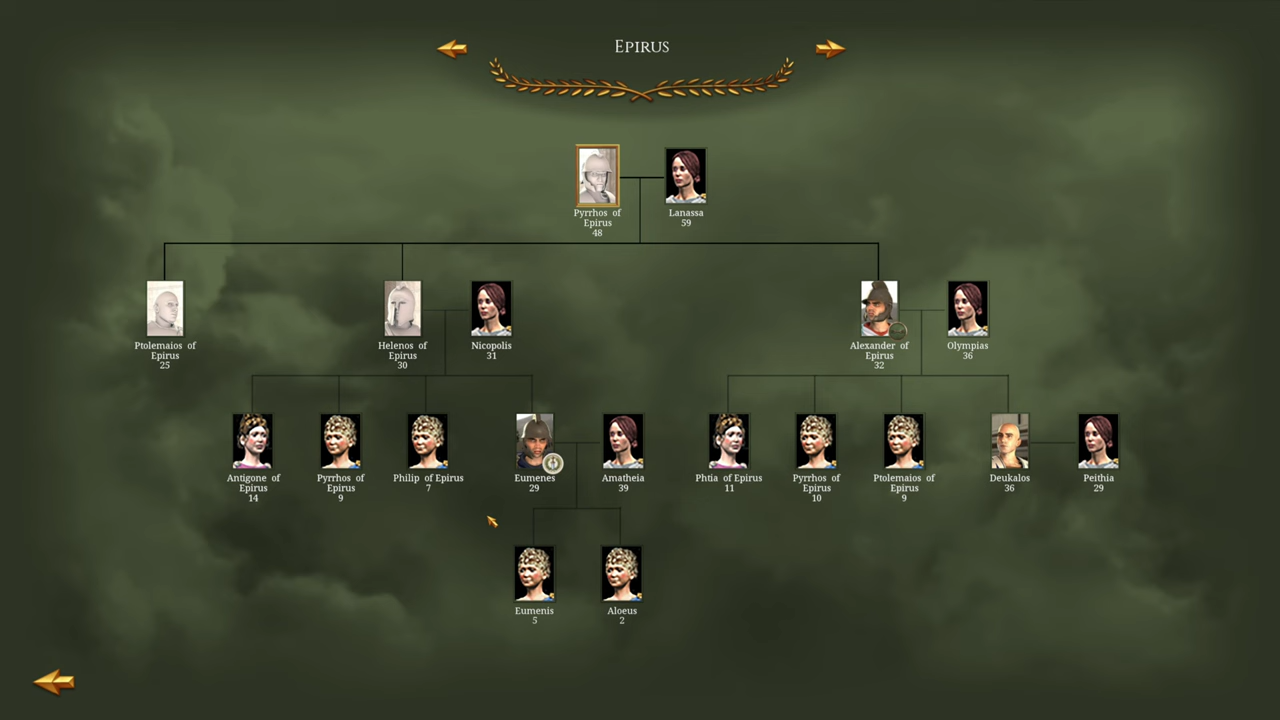 EPIRUS
Pyrrhos of
Epirus
48
Lanassa
59
Ptolemaios of
Epirus
25
Helenos of
Epirus
30
Nicopolis
31
Alexander of
Epirus
32
Olympias
36
Antigone of
Epirus
14
Pyrrhos of
Epirus
9
Philip of Epirus
7
Eumenes
29
Amatheia
39
Phtia of Epirus
11
Pyrrhos of
Epirus
10
Ptolemaios of
Epirus
9
Deukalos
36
Peithia
29
Eumenis
5
Aloeus
2